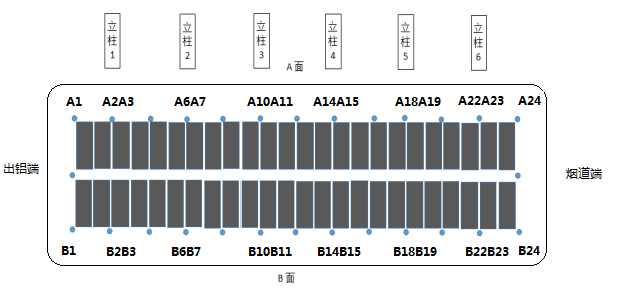 立柱1 立柱2 立柱3 立柱4 立柱5 立柱6
A面
A1 A2A3 A6A7 A10A11 A14A15 A18A19 A22A23 A24
出铝端
烟道端
B1 B2B3 B6B7 B10B11 B14B15 B18B19 B22B23 B24
B面